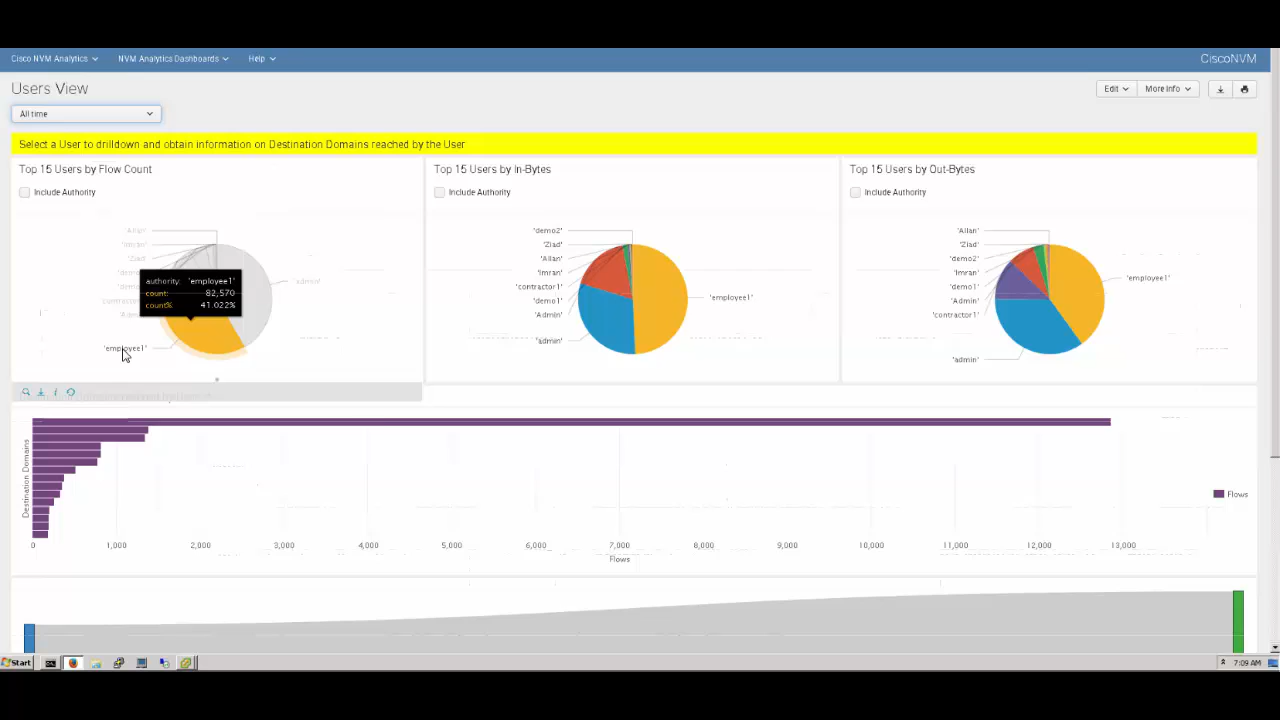 Cisco NVM Analytics NVM Analytics Dashboards Help CiscoNVM
Users View
Edit More Info
All time
Select a User to drilldown and obtain information on Destination Domains reached by the User
Top 15 Users by Flow Count
Include Authority
'Allan'
'Imran'
'Ziad'
'demo
contractor
'Admi
'admin'
authority: 'employee1'
count: 82,570
count%: 41.022%
'employee1'
Top 15 Users by In-Bytes
Include Authority
'demo2'
'Ziad'
'Allan'
'Imran'
'contractor1'
'demo1'
'Admin'
'admin'
'employee1'
Top 15 Users by Out-Bytes
Include Authority
'Allan'
'Ziad'
'demo2'
'Imran'
'demo1'
'Admin'
'contractor1'
'admin'
'employee1'
Destination Domains
0 1,000 2,000 3,000 4,000 5,000 6,000 7,000 8,000 9,000 10,000 11,000 12,000 13,000
Flows
Flows
Start
7:09 AM